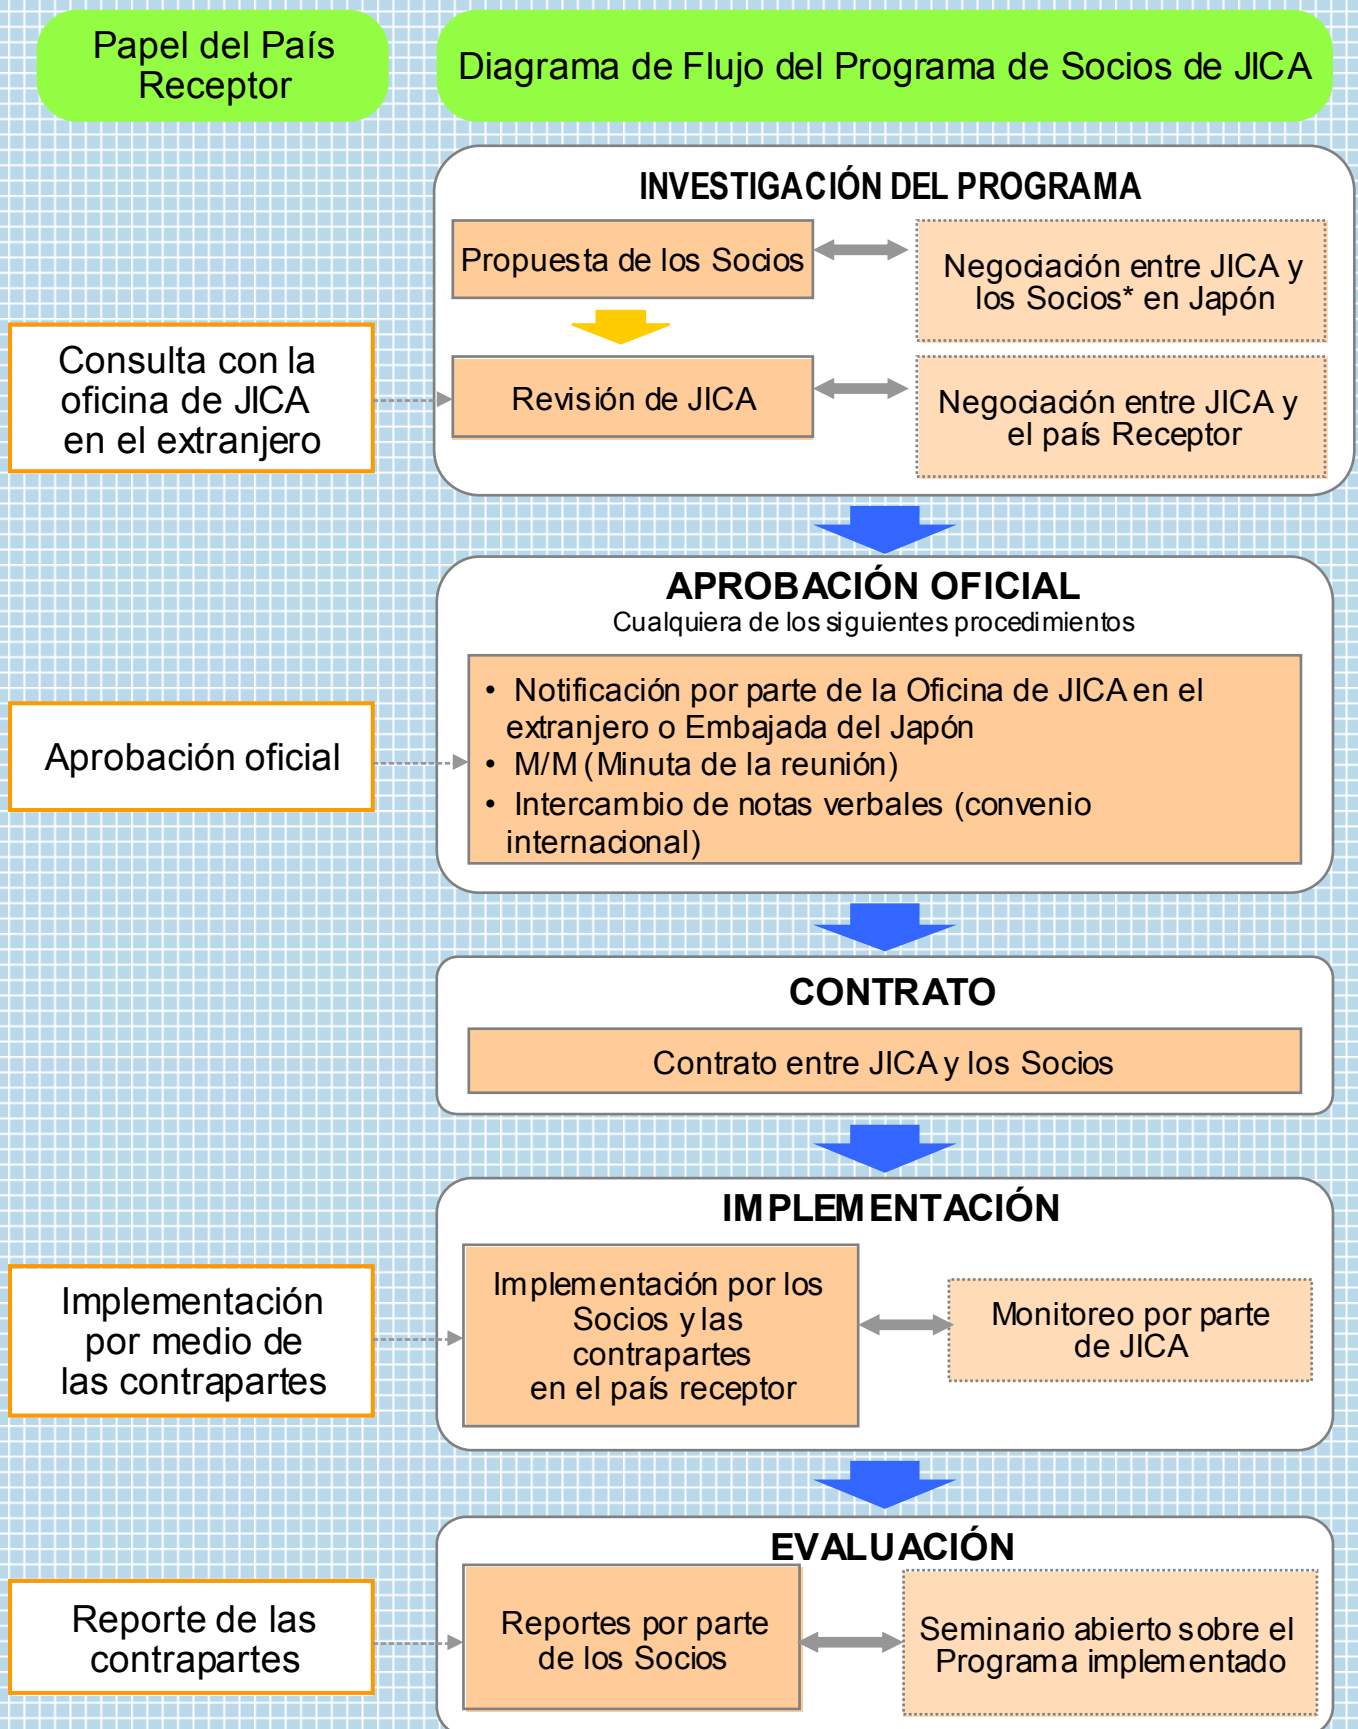 Papel del País
Receptor
Diagrama de Flujo del Programa de Socios de JICA
INVESTIGACIÓN DEL PROGRAMA
Propuesta de los Socios
Negociación entre JICA y
los Socios* en Japón
Consulta con la
oficina de JICA
en el extranjero
Revisión de JICA
Negociación entre JICA y
el país Receptor
APROBACIÓN OFICIAL
Cualquiera de los siguientes procedimientos
Aprobación oficial
• Notificación por parte de la Oficina de JICA en el
extranjero o Embajada del Japón
• M/M (Minuta de la reunión)
• Intercambio de notas verbales (convenio
internacional)
CONTRATO
Contrato entre JICA y los Socios
IMPLEMENTACIÓN
Implementación
por medio de
las contrapartes
Implementación por los
Socios y las
contrapartes
en el país receptor
Monitoreo por parte
de JICA
EVALUACIÓN
Reporte de las
contrapartes
Reportes por parte
de los Socios
Seminario abierto sobre el
Programa implementado